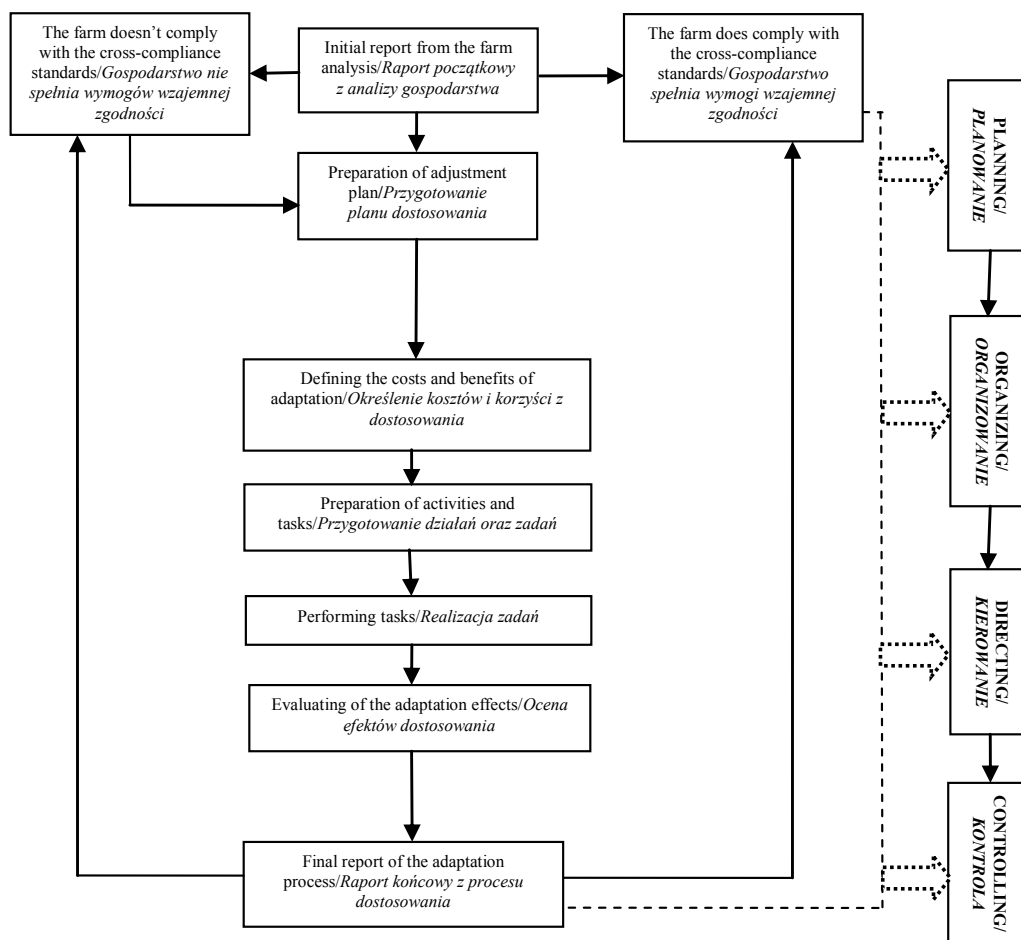 The farm doesn't comply
with the cross-compliance
standards/Gospodarstwo nie
spełnia wymogów wzajemnej
zgodności
Initial report from the farm
analysis/Raport początkowy
z analizy gospodarstwa
The farm does comply with
the cross-compliance
standards/Gospodarstwo
spełnia wymogi wzajemnej
zgodności
Preparation of adjustment
plan/Przygotowanie
planu dostosowania
Defining the costs and benefits of
adaptation/Określenie kosztów i korzyści z
dostosowania
Preparation of activities and
tasks/Przygotowanie działań oraz zadań
Performing tasks/Realizacja zadań
Evaluating of the adaptation effects/Ocena
efektów dostosowania
Final report of the adaptation
process/Raport końcowy z procesu
dostosowania
PLANNING/
PLANOWANIE
ORGANIZING/
ORGANIZOWANIE
DIRECTING/
KIEROWANIE
CONTROLLING/
KONTROLA